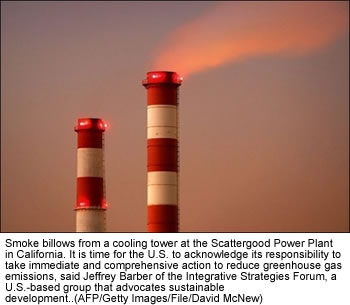 Smoke billows from a cooling tower at the Scattergood Power Plant
in California. It is time for the U.S. to acknowledge its responsibility to
take immediate and comprehensive action to reduce greenhouse gas
emissions, said Jeffrey Barber of the Integrative Strategies Forum, a
U.S.-based group that advocates sustainable
development..(AFP/Getty Images/File/David McNew)